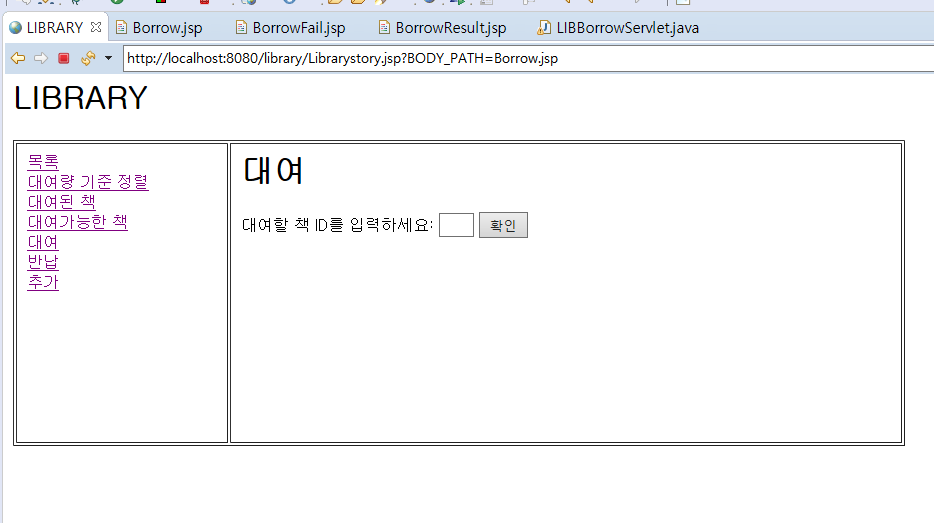 LIBRARY Borrow.jsp BorrowFail.jsp BorrowResult.jsp LIBBorrowServlet.java
http://localhost:8080/library/Librarystory.jsp?BODY_PATH=Borrow.jsp
LIBRARY
목록
대여량 기준 정렬
대여된 책
대여가능한 책
대여
반납
추가
대여
대여할 책 ID를 입력하세요: 확인